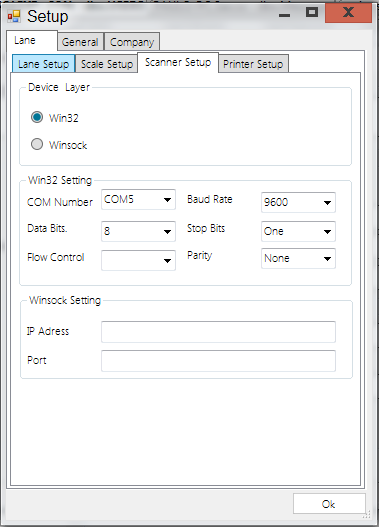 Setup
Lane General Company
Lane Setup Scale Setup Scanner Setup Printer Setup
Device Layer
Win32
Winsock
Win32 Setting
COM Number COM5 Baud Rate 9600
Data Bits. 8 Stop Bits One
Flow Control Parity None
Winsock Setting
IP Adress
Port
Ok